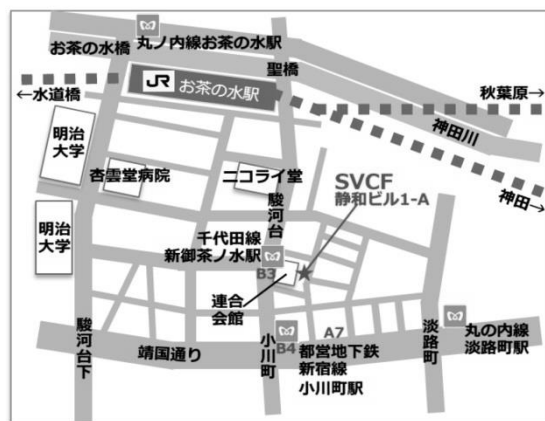 丸ノ内線お茶の水駅
お茶の水橋
聖橋
JR お茶の水駅
←水道橋
秋葉原→
神田川
神田→
明治
大学
杏雲堂病院
ニコライ堂
SVCF
静和ビル1-A
駿河台
明治
大学
千代田線
新御茶ノ水駅
B3
連合
会館
駿河台下
靖国通り
小川町
B4
A7
都営地下鉄
新宿線
小川町駅
淡路町
丸の内線
淡路町駅